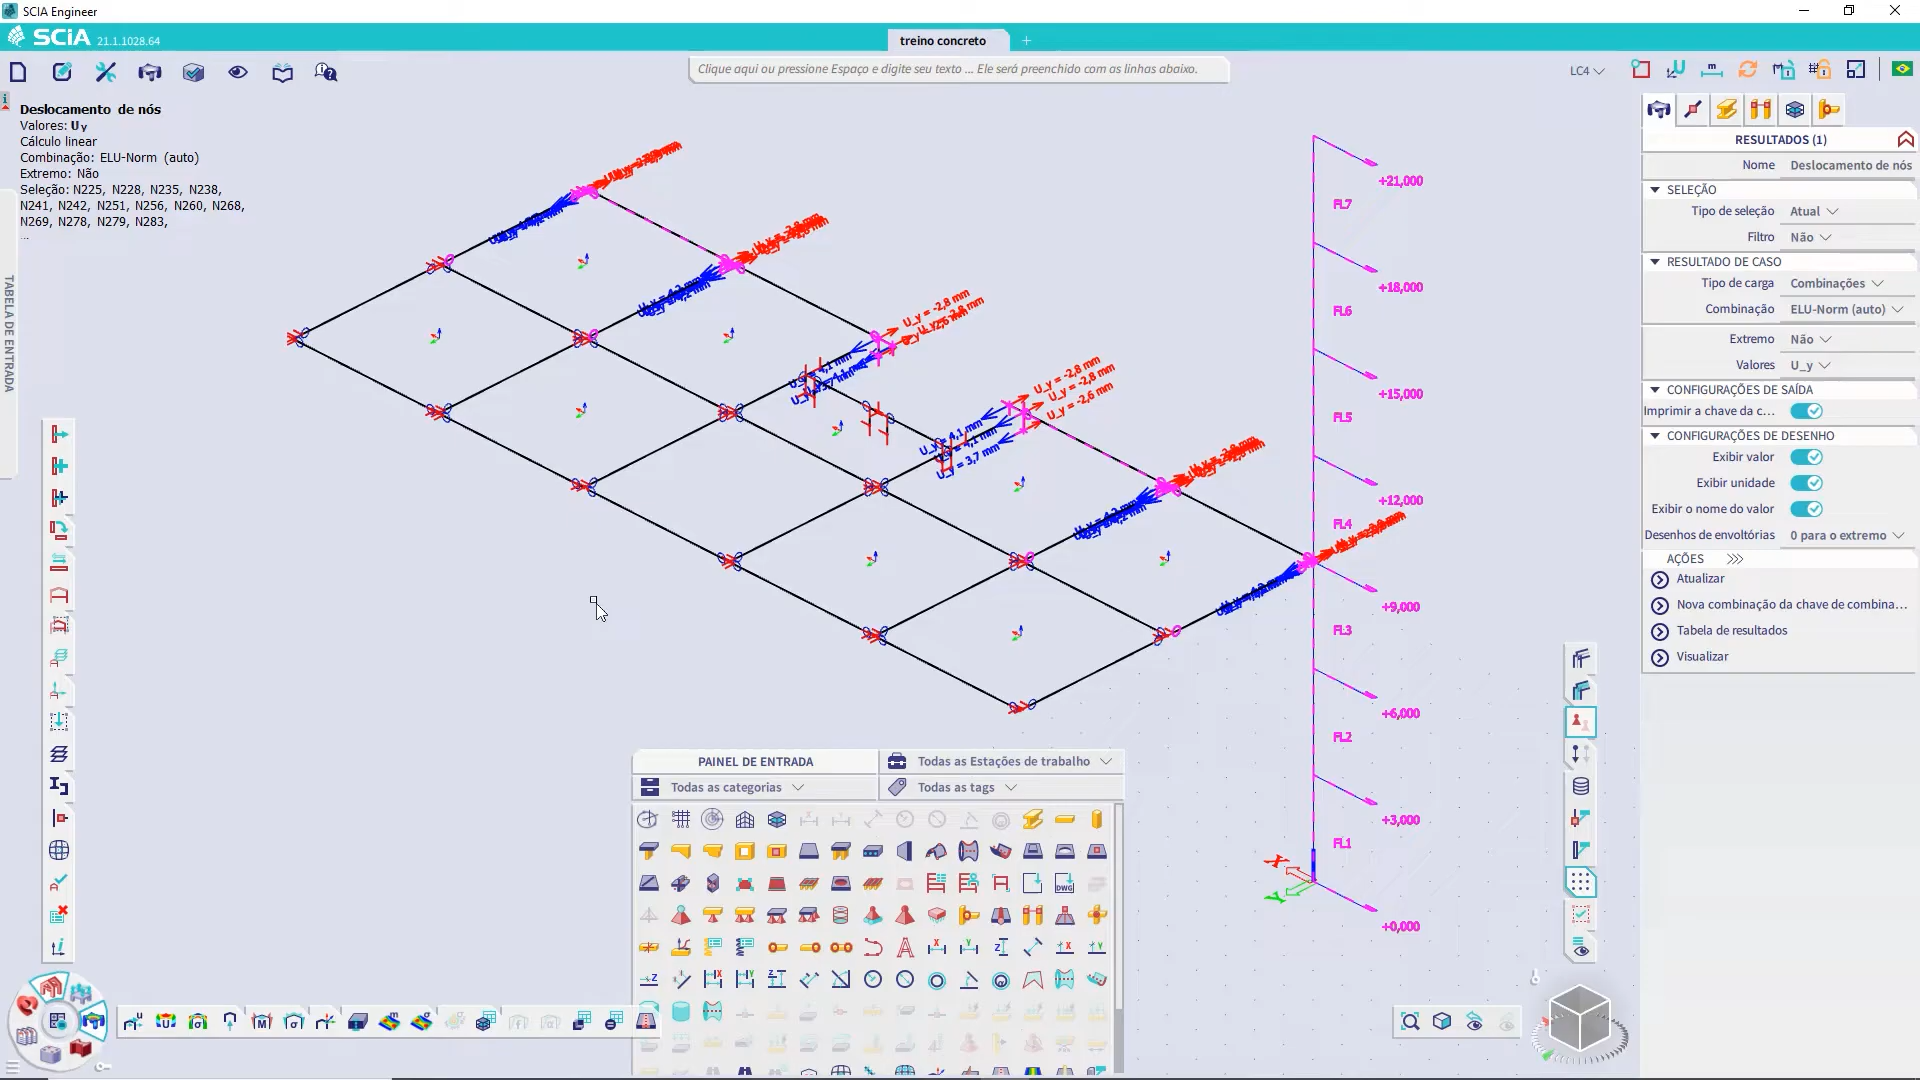 SCIA Engineer
SCiA 21.1.1028.64
treino concreto
Clique aqui ou pressione Espaço e digite seu texto ... Ele será preenchido com as linhas abaixo.
LC4
Deslocamento de nós
Valores: Uy
Cálculo linear
Combinação: ELU-Norm (auto)
Extremo: Não
Seleção: N225, N228, N235, N238,
N241, N242, N251, N256, N260, N268,
N269, N278, N279, N283,
...
TABELA DE ENTRADA
U_y = -2,8 mm
U_y = -2,8 mm
U_y = -2,8 mm
U_y = -2,6 mm
U_y = 4,1 mm
U_y = 3,7 mm
+21,000
FL7
+18,000
FL6
+15,000
FL5
+12,000
FL4
+9,000
FL3
+6,000
FL2
+3,000
FL1
+0,000
X
Y
RESULTADOS (1)
Nome Deslocamento de nós
SELEÇÃO
Tipo de seleção Atual
Filtro Não
RESULTADO DE CASO
Tipo de carga Combinações
Combinação ELU-Norm (auto)
Extremo Não
Valores U_y
CONFIGURAÇÕES DE SAÍDA
Imprimir a chave da c...
CONFIGURAÇÕES DE DESENHO
Exibir valor
Exibir unidade
Exibir o nome do valor
Desenhos de envoltórias 0 para o extremo
AÇÕES >>>
Atualizar
Nova combinação da chave de combina...
Tabela de resultados
Visualizar
PAINEL DE ENTRADA
Todas as Estações de trabalho
Todas as categorias
Todas as tags